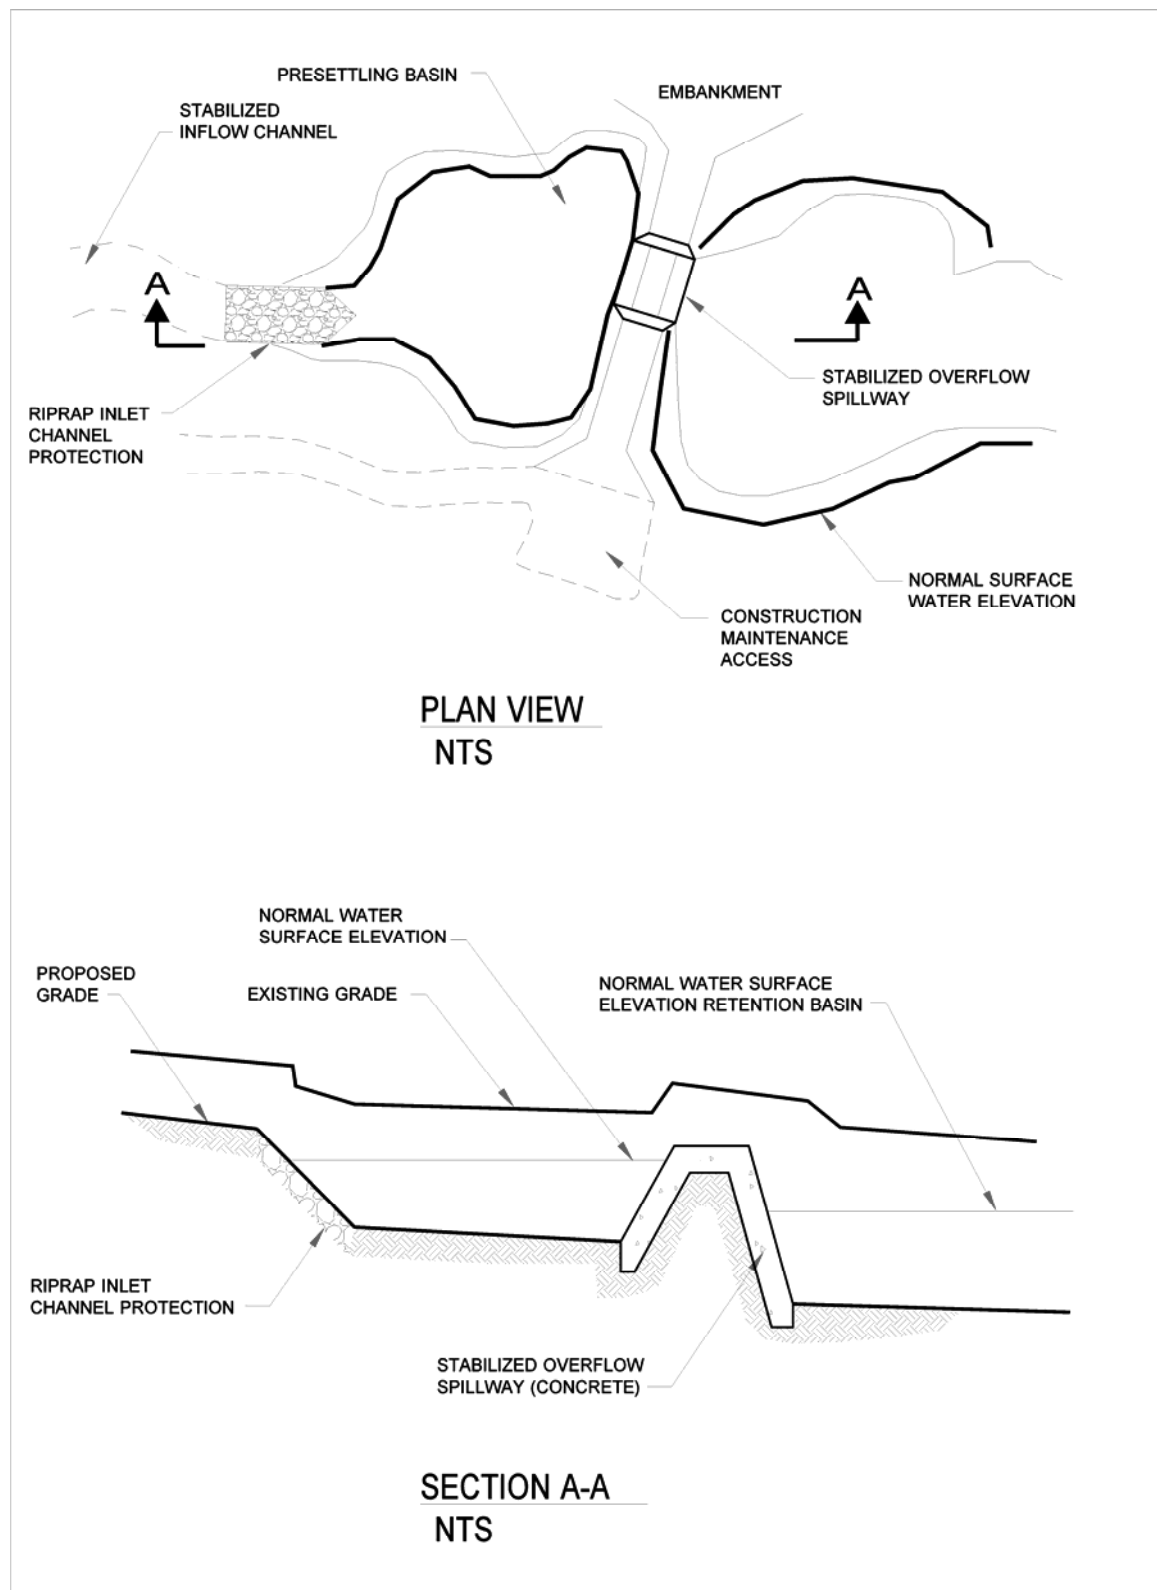 PRESETTLING BASIN
EMBANKMENT
STABILIZED
INFLOW CHANNEL
A
A
STABILIZED OVERFLOW
SPILLWAY
RIPRAP INLET
CHANNEL
PROTECTION
NORMAL SURFACE
WATER ELEVATION
CONSTRUCTION
MAINTENANCE
ACCESS
PLAN VIEW
NTS
NORMAL WATER
SURFACE ELEVATION
PROPOSED
GRADE
EXISTING GRADE
NORMAL WATER SURFACE
ELEVATION RETENTION BASIN
RIPRAP INLET
CHANNEL PROTECTION
STABILIZED OVERFLOW
SPILLWAY (CONCRETE)
SECTION A-A
NTS